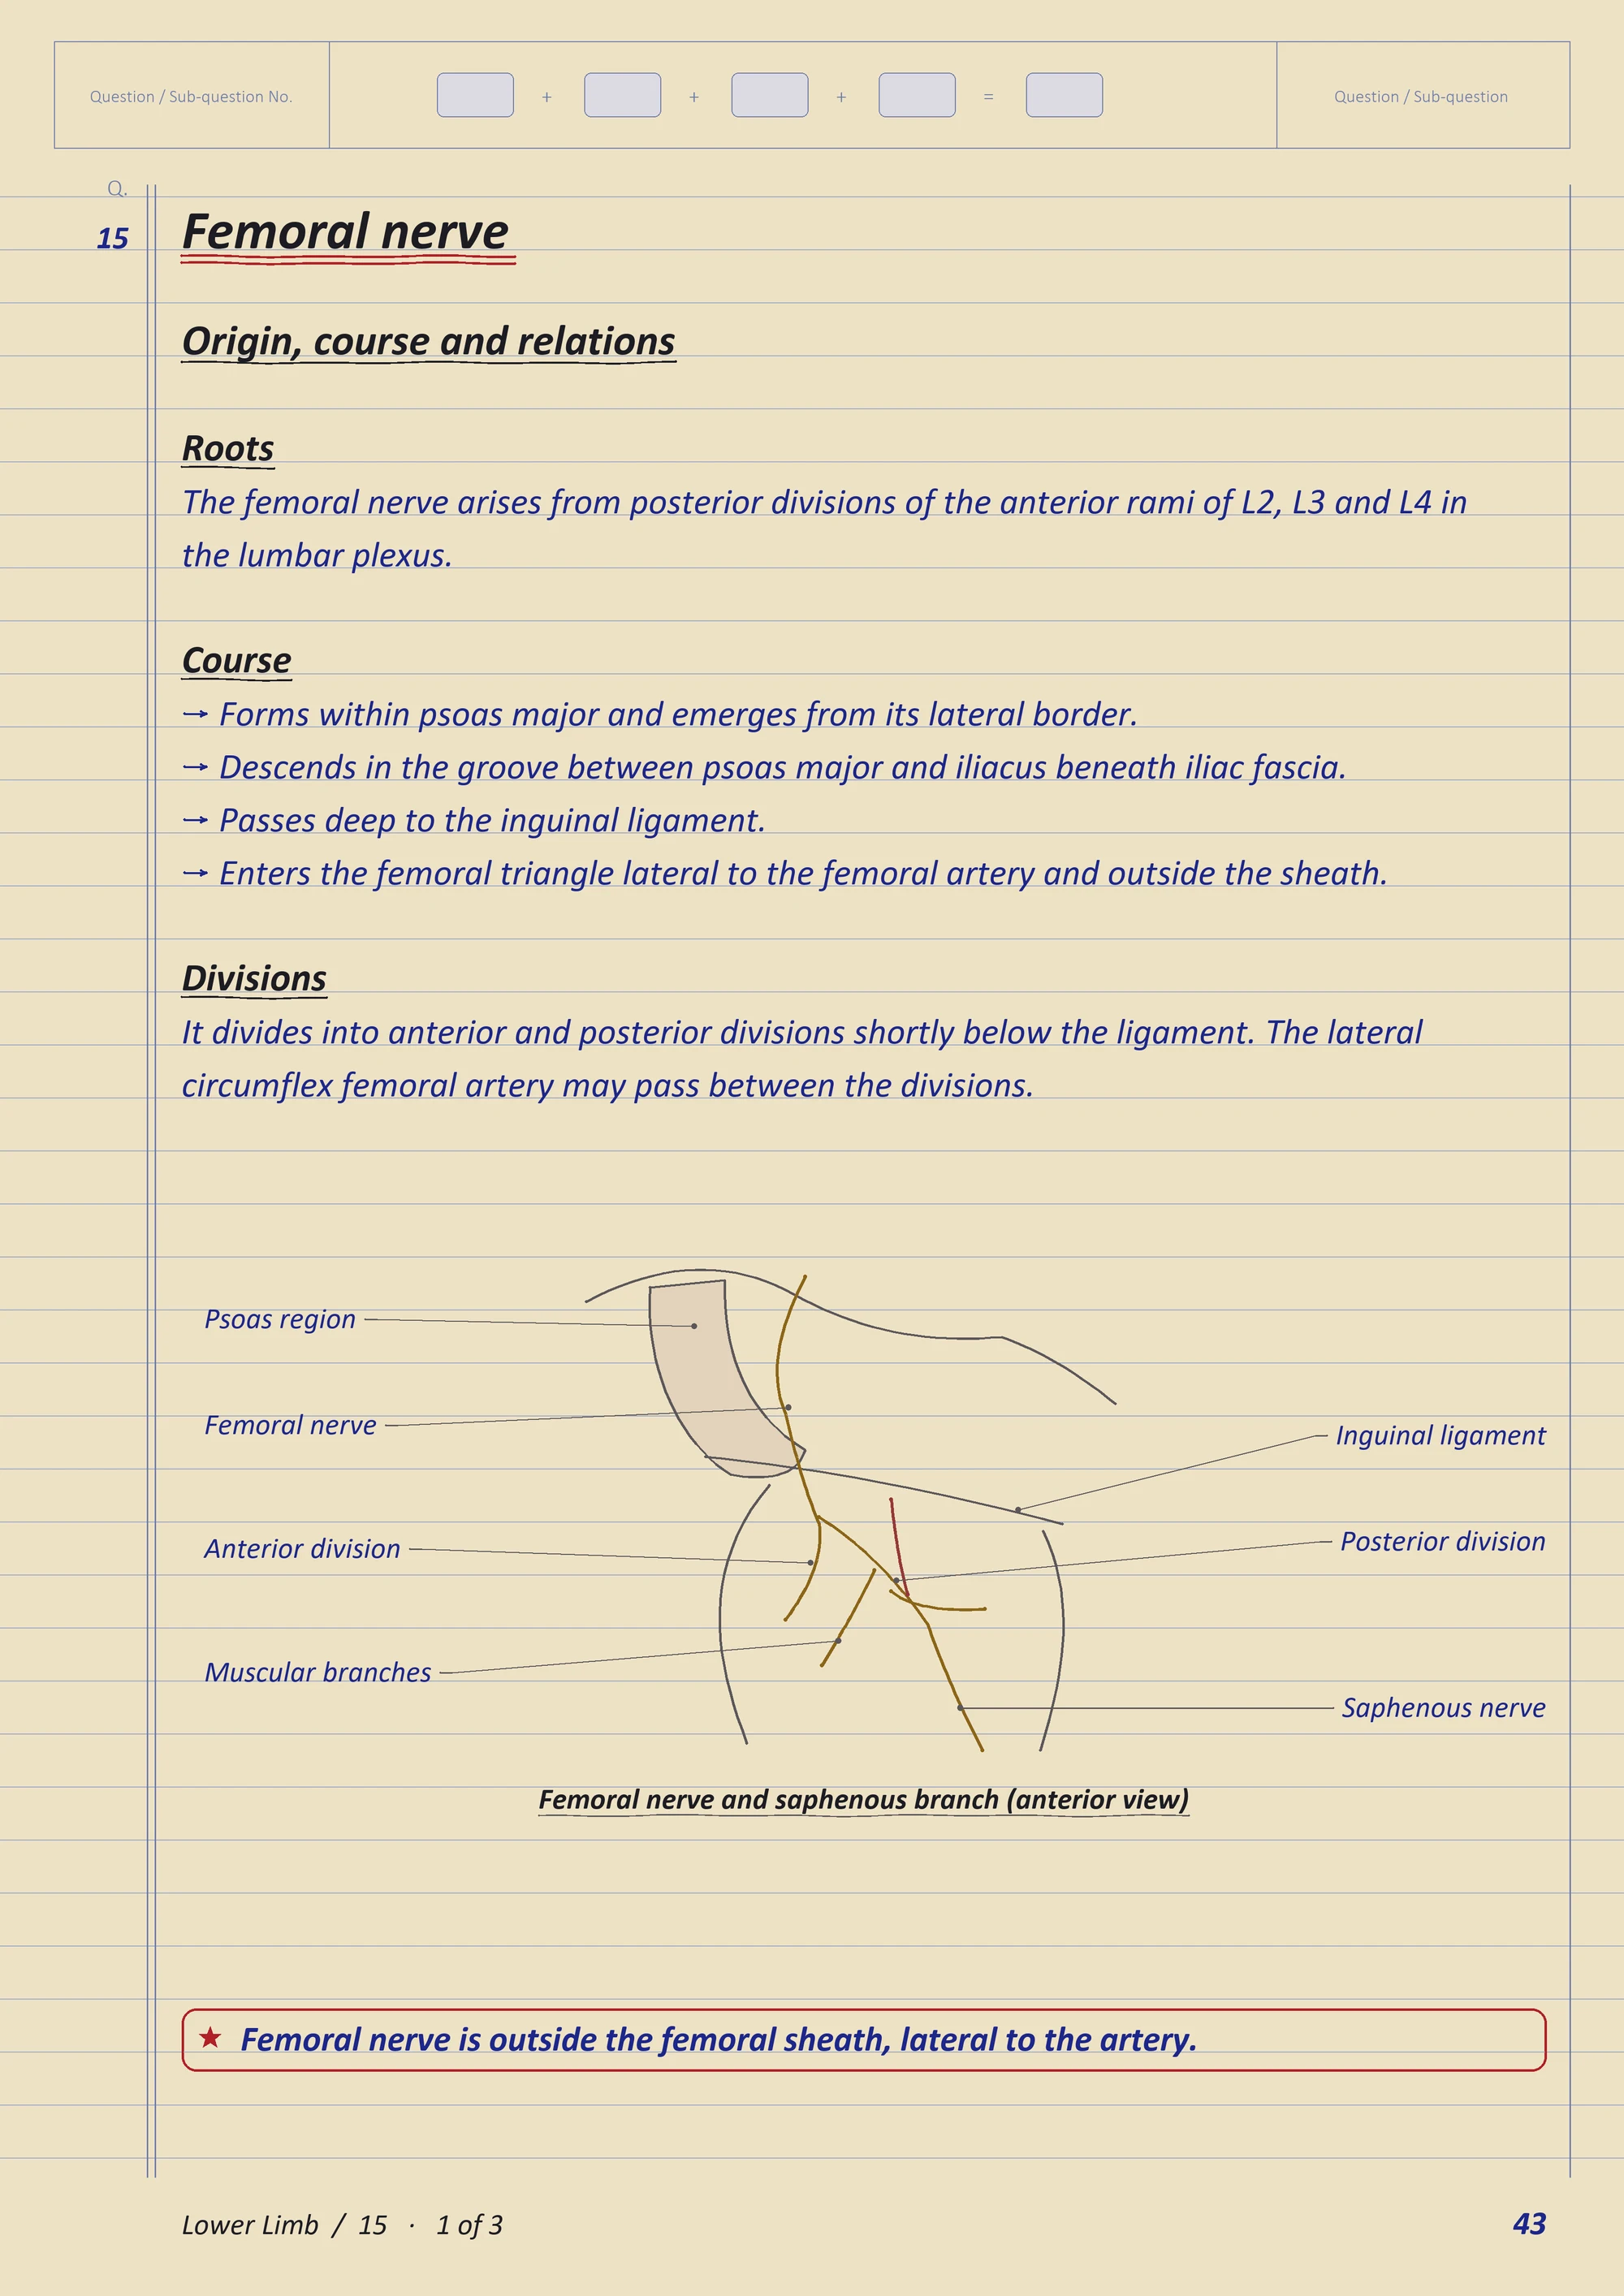 Question / Sub-question No.
+ + + =
Question / Sub-question
Q.
15
Femoral nerve
Origin, course and relations
Roots
The femoral nerve arises from posterior divisions of the anterior rami of L2, L3 and L4 in
the lumbar plexus.
Course
→ Forms within psoas major and emerges from its lateral border.
→ Descends in the groove between psoas major and iliacus beneath iliac fascia.
→ Passes deep to the inguinal ligament.
→ Enters the femoral triangle lateral to the femoral artery and outside the sheath.
Divisions
It divides into anterior and posterior divisions shortly below the ligament. The lateral
circumflex femoral artery may pass between the divisions.
Psoas region
Femoral nerve
Inguinal ligament
Anterior division
Posterior division
Muscular branches
Saphenous nerve
Femoral nerve and saphenous branch (anterior view)
★ Femoral nerve is outside the femoral sheath, lateral to the artery.
Lower Limb / 15 · 1 of 3
43